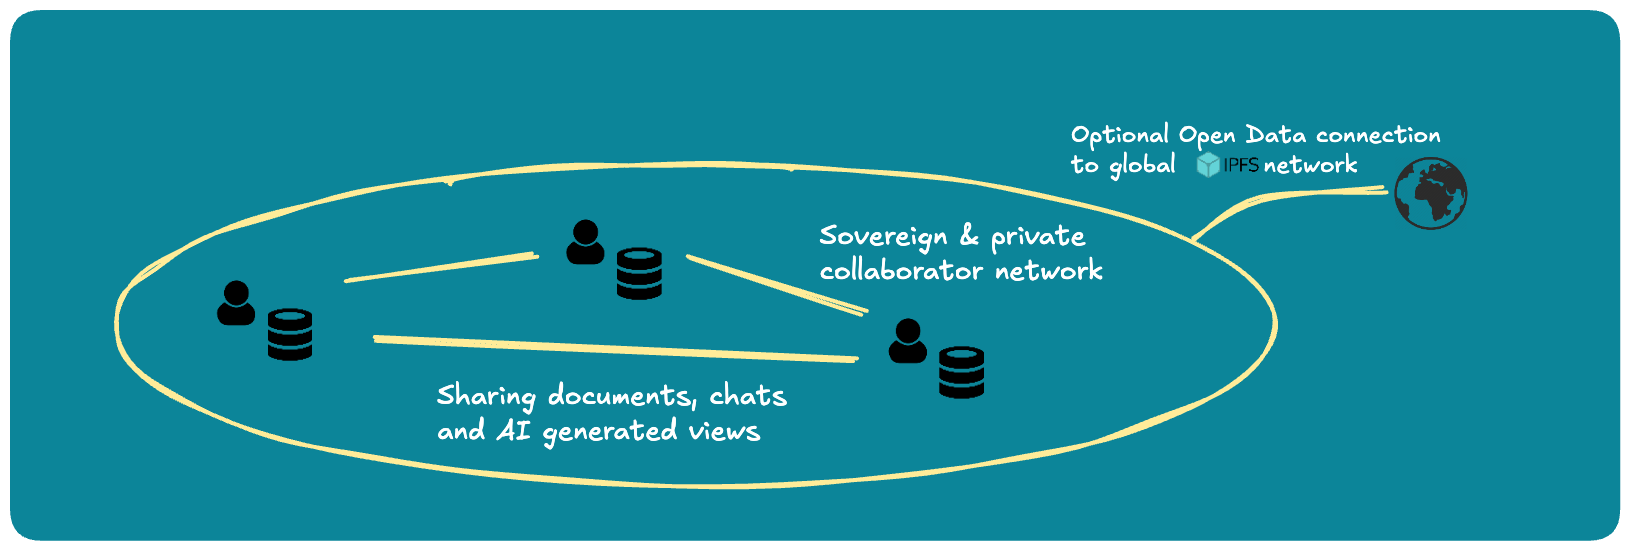 Optional Open Data connection
to global IPFS network
Sovereign & private
collaborator network
Sharing documents, chats
and AI generated views